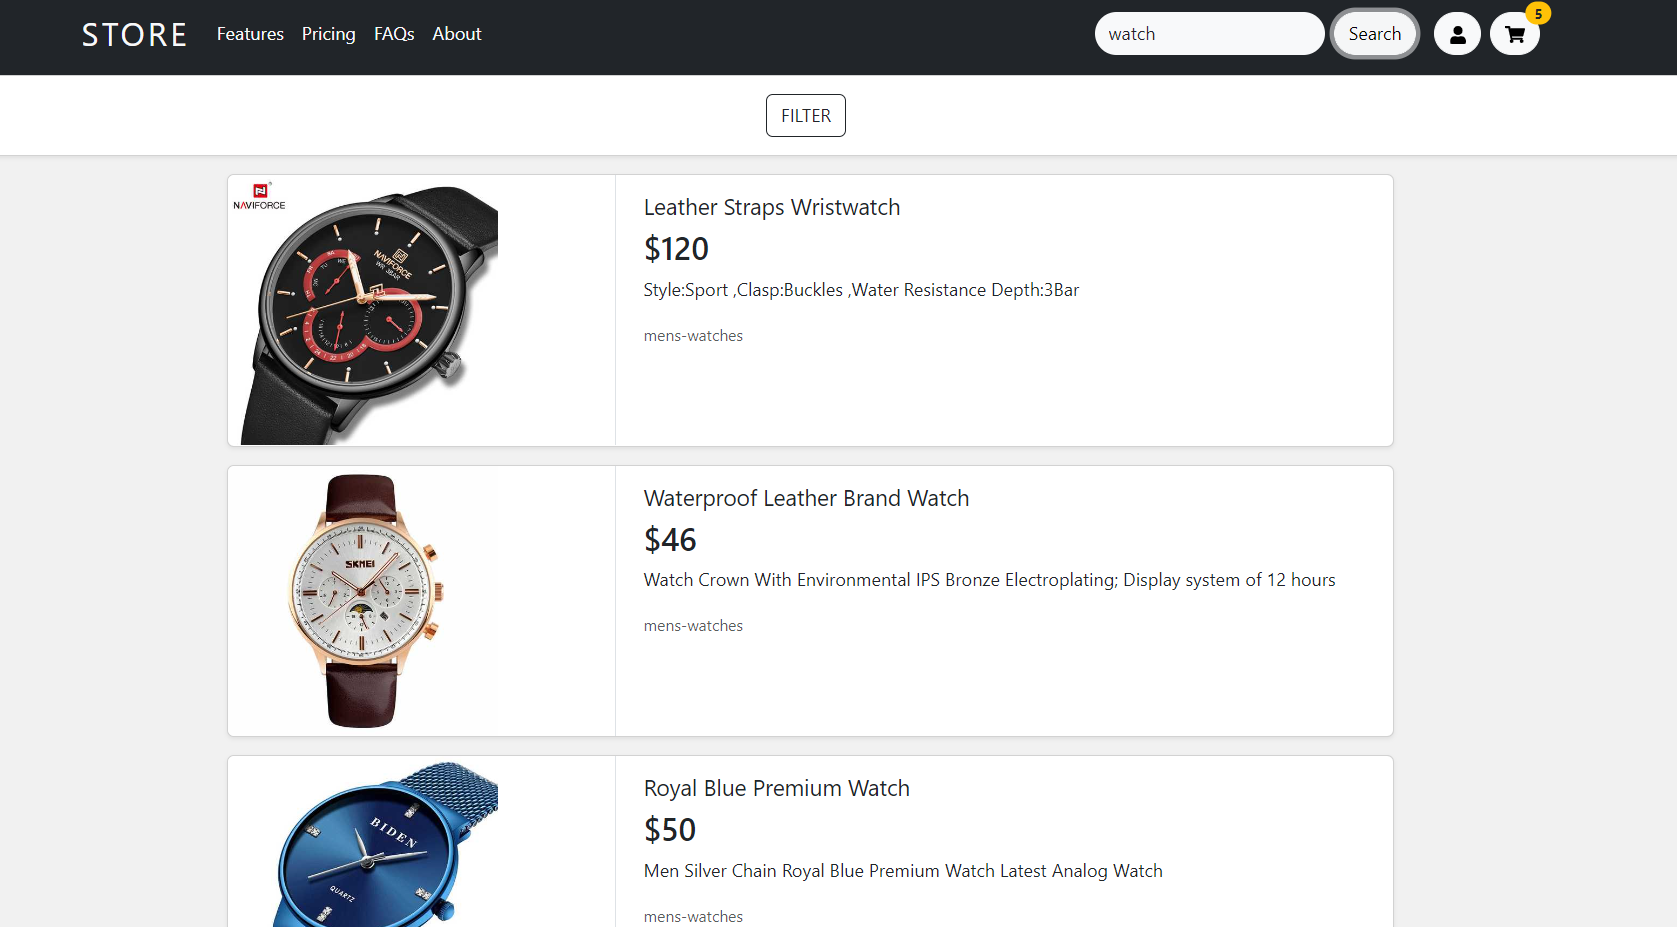 STORE Features Pricing FAQs About watch Search 5
FILTER
NAVIFORCE
NAVIFORCE
WR 3BAR
Leather Straps Wristwatch
$120
Style:Sport ,Clasp:Buckles ,Water Resistance Depth:3Bar
mens-watches
SKMEI
Waterproof Leather Brand Watch
$46
Watch Crown With Environmental IPS Bronze Electroplating; Display system of 12 hours
mens-watches
BIDEN
QUARTZ
Royal Blue Premium Watch
$50
Men Silver Chain Royal Blue Premium Watch Latest Analog Watch
mens-watches